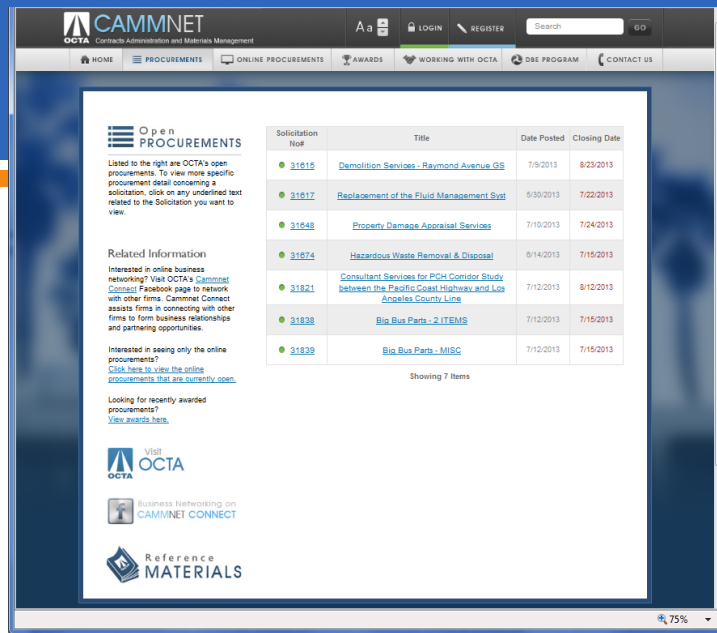 CAMMNET
OCTA Contracts Administration and Materials Management
Aa
LOGIN
REGISTER
Search
GO
HOME
PROCUREMENTS
ONLINE PROCUREMENTS
AWARDS
WORKING WITH OCTA
DBE PROGRAM
CONTACT US
Open
PROCUREMENTS
Listed to the right are OCTA's open
procurements. To view more specific
procurement detail concerning a
solicitation, click on any underlined text
related to the Solicitation you want to
view.
Related Information
Interested in online business
networking? Visit OCTA's Cammnet
Connect Facebook page to network
with other firms. Cammnet Connect
assists firms in connecting with other
firms to form business relationships
and partnering opportunities.
Interested in seeing only the online
procurements?
Click here to view the online
procurements that are currently open.
Looking for recently awarded
procurements?
View awards here.
Visit
OCTA
OCTA
Business Networking on
CAMMNET CONNECT
Reference
MATERIALS
Solicitation No# Title Date Posted Closing Date
31615 Demolition Services - Raymond Avenue GS 7/9/2013 8/23/2013
31617 Replacement of the Fluid Management Syst 5/30/2013 7/22/2013
31648 Property Damage Appraisal Services 7/10/2013 7/24/2013
31674 Hazardous Waste Removal & Disposal 6/14/2013 7/15/2013
31821 Consultant Services for PCH Corridor Study
between the Pacific Coast Highway and Los
Angeles County Line 7/12/2013 8/12/2013
31838 Big Bus Parts - 2 ITEMS 7/12/2013 7/15/2013
31839 Big Bus Parts - MISC 7/12/2013 7/15/2013
Showing 7 Items
75%